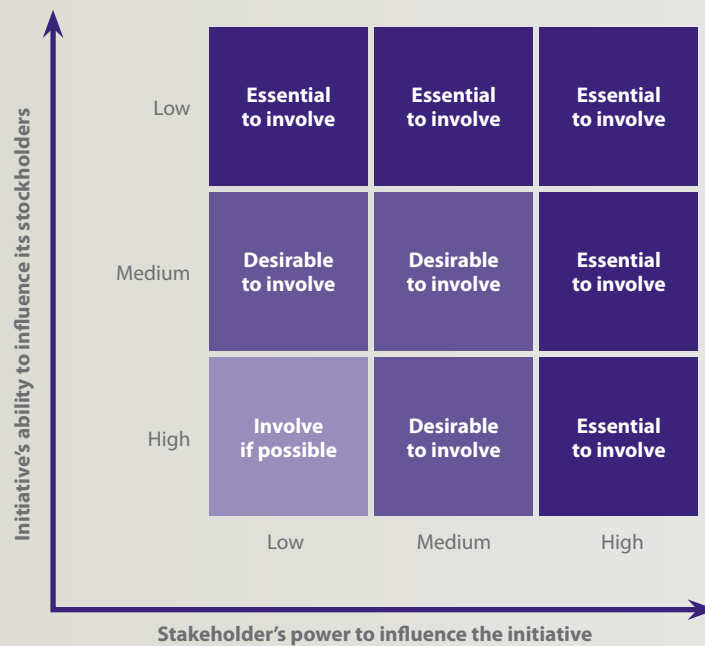 Initiative's ability to influence its stockholders
Low
Essential
to involve
Essential
to involve
Essential
to involve
Medium
Desirable
to involve
Desirable
to involve
Essential
to involve
High
Involve
if possible
Desirable
to involve
Essential
to involve
Low
Medium
High
Stakeholder's power to influence the initiative